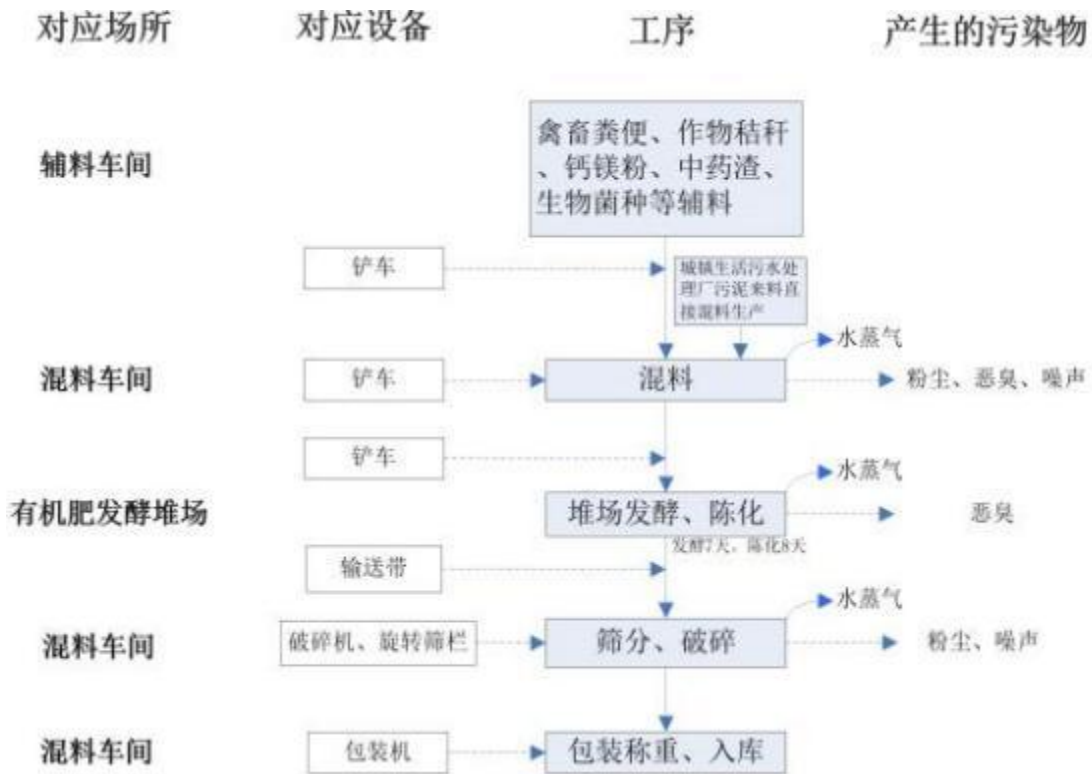 对应场所
对应设备
工序
产生的污染物
辅料车间
禽畜粪便、作物秸秆
、钙镁粉、中药渣、
生物菌种等辅料
铲车
城镇生活污水处
理厂污泥来料直
接混料生产
水蒸气
混料车间
铲车
混料
粉尘、恶臭、噪声
铲车
水蒸气
有机肥发酵堆场
堆场发酵、陈化
恶臭
发酵7天，陈化8天
输送带
水蒸气
混料车间
破碎机、旋转筛栏
筛分、破碎
粉尘、噪声
混料车间
包装机
包装称重、入库